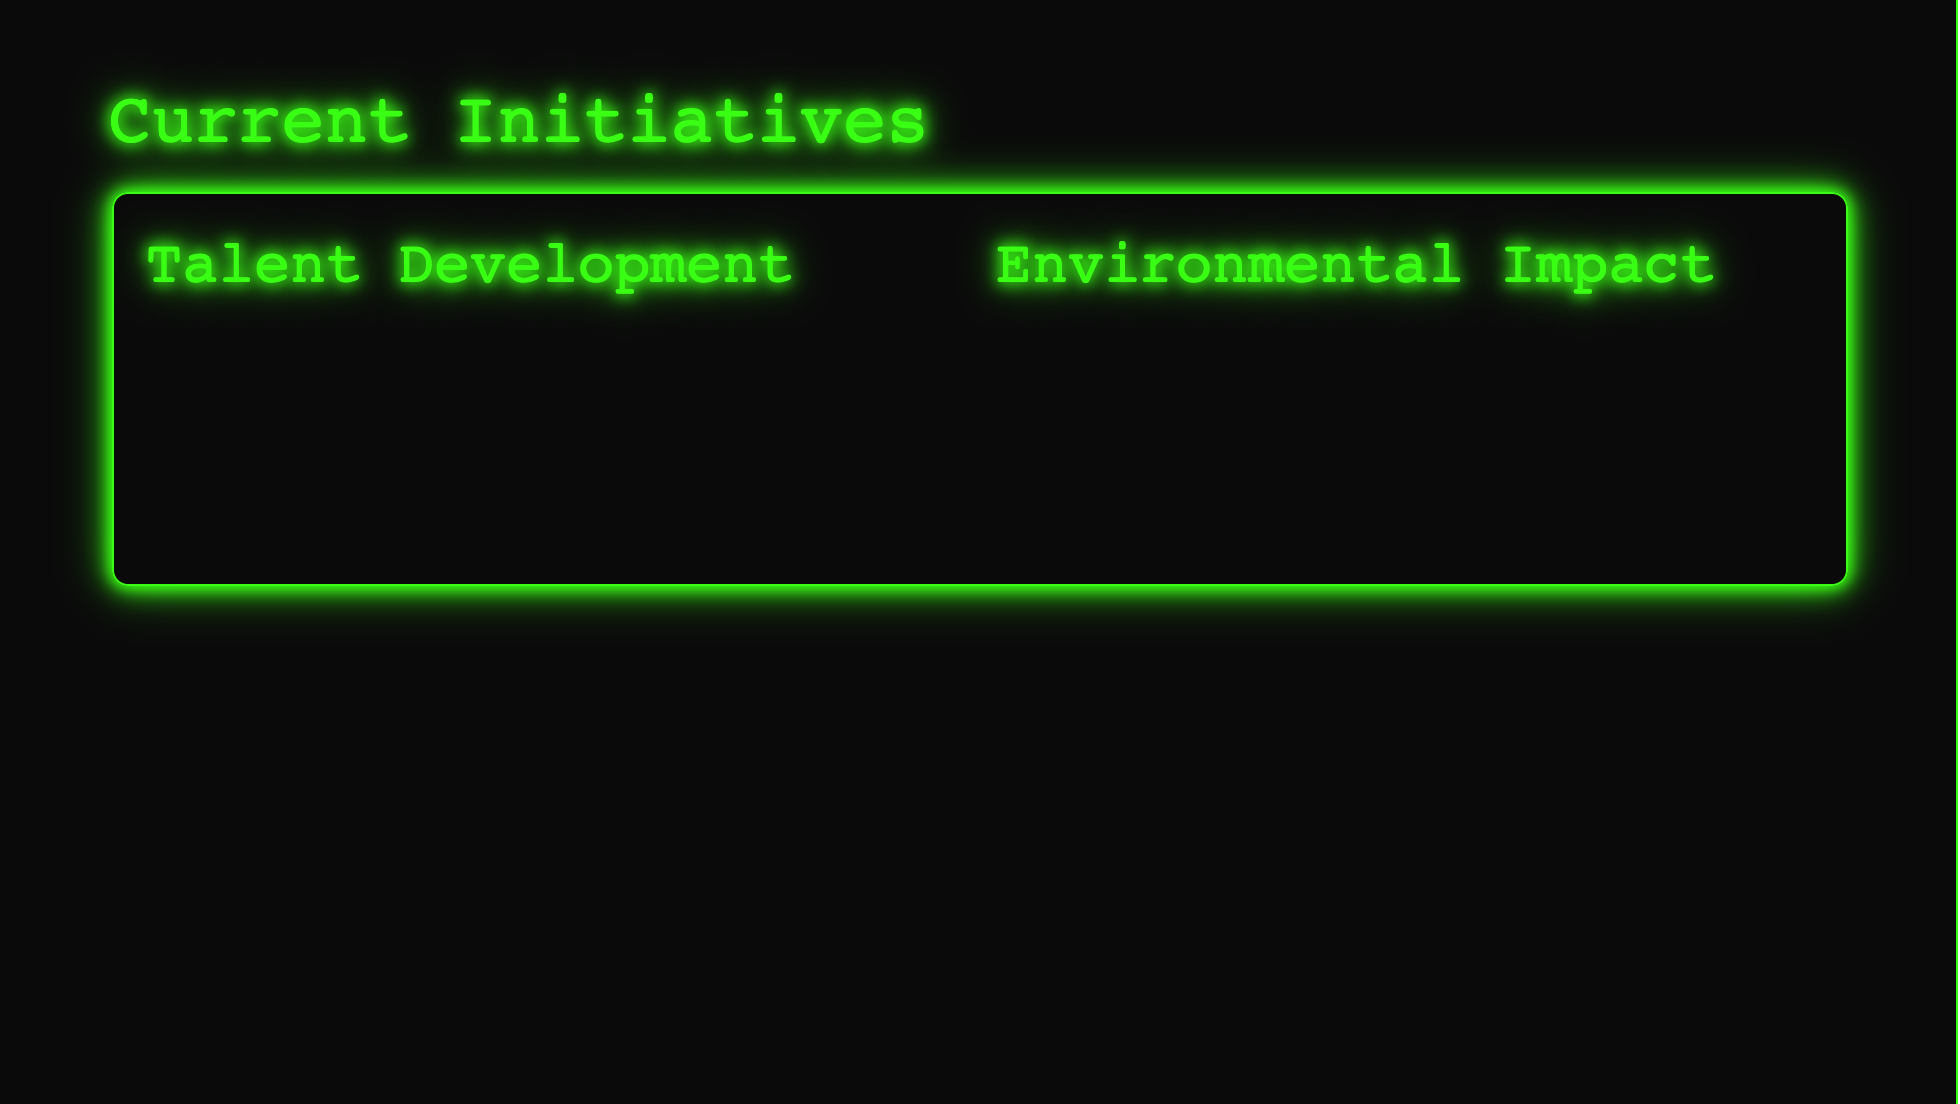 Current Initiatives
Talent Development
Environmental Impact